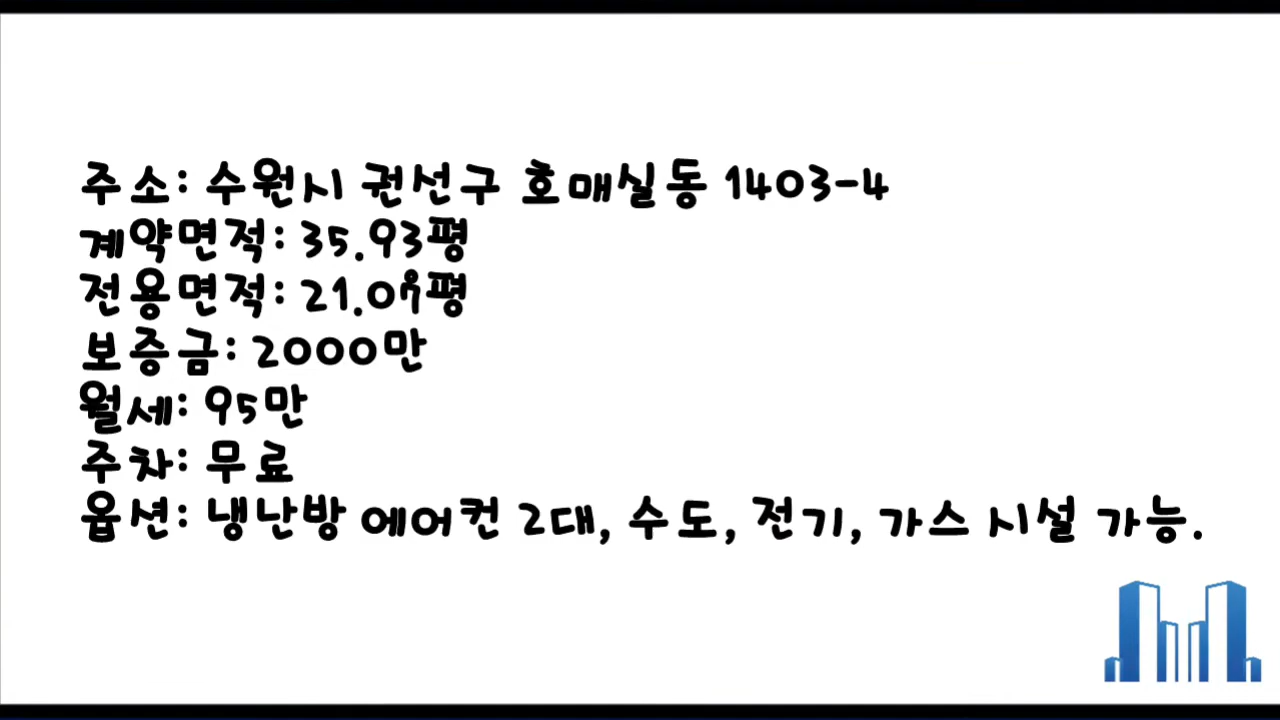 주소: 수원시 권선구 호매실동 1403-4
계약면적: 35.93평
전용면적: 21.07평
보증금: 2000만
월세: 95만
주차: 무료
옵션: 냉난방 에어컨 2대, 수도, 전기, 가스 시설 가능.